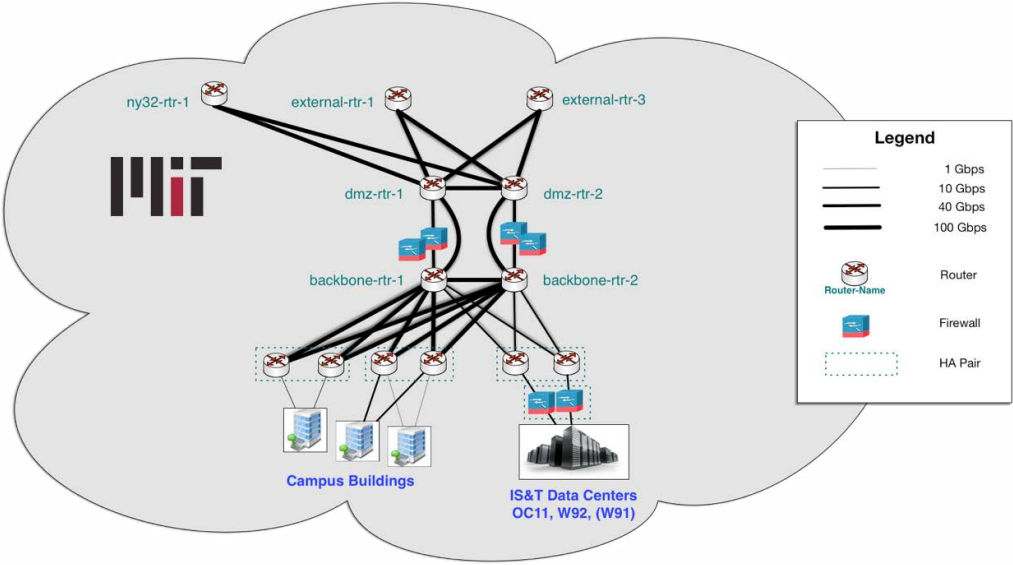 ny32-rtr-1
external-rtr-1
external-rtr-3
MIT
dmz-rtr-1
dmz-rtr-2
backbone-rtr-1
backbone-rtr-2
Campus Buildings
IS&T Data Centers
OC11, W92, (W91)
Legend
1 Gbps
10 Gbps
40 Gbps
100 Gbps
Router
Router-Name
Firewall
HA Pair